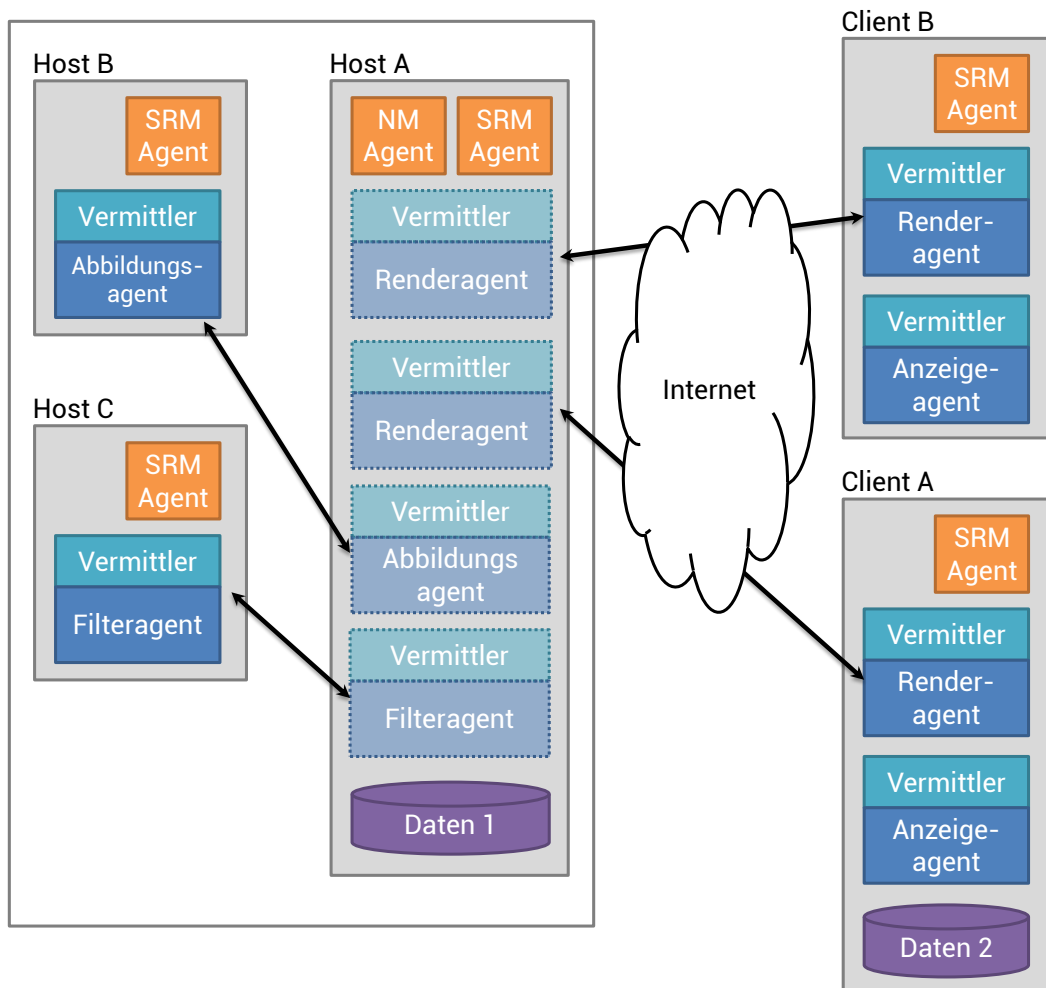 Host B
SRM
Agent
Vermittler
Abbildungs-
agent
Host C
SRM
Agent
Vermittler
Filteragent
Host A
NM
Agent
SRM
Agent
Vermittler
Renderagent
Vermittler
Renderagent
Vermittler
Abbildungs
agent
Vermittler
Filteragent
Daten 1
Internet
Client B
SRM
Agent
Vermittler
Render-
agent
Vermittler
Anzeige-
agent
Client A
SRM
Agent
Vermittler
Render-
agent
Vermittler
Anzeige-
agent
Daten 2